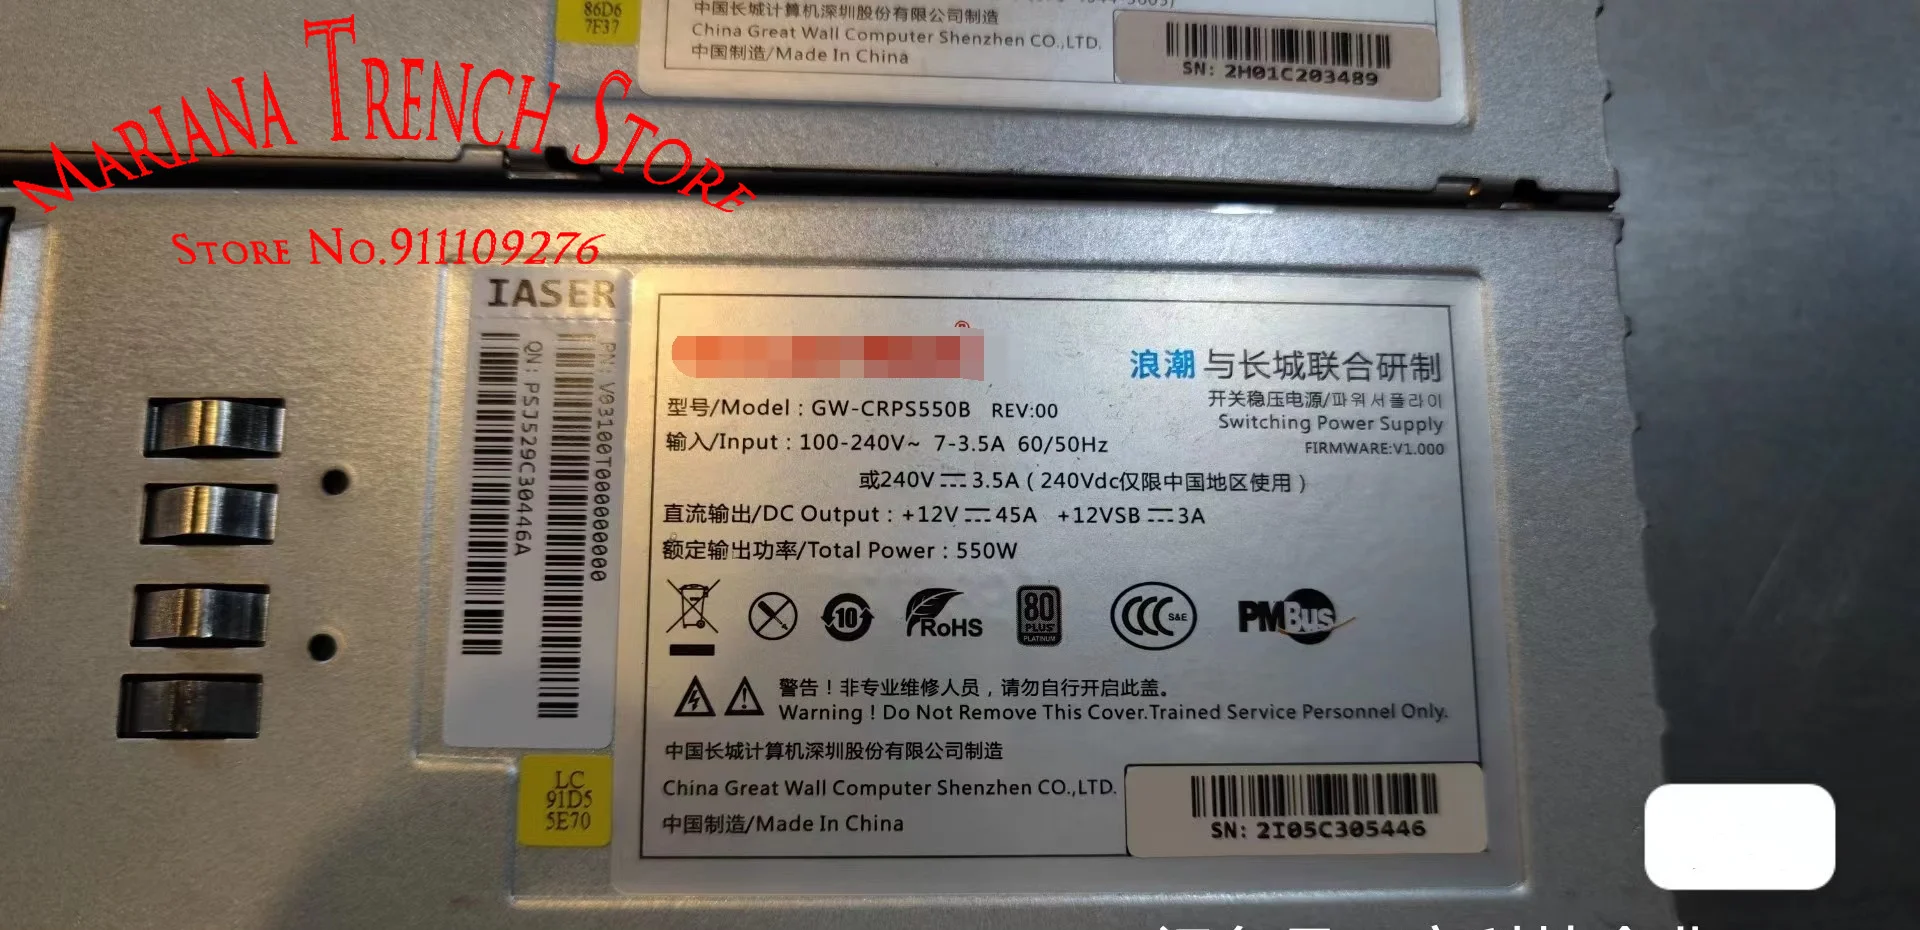 86D6
7F37
中国长城计算机深圳股份有限公司制造
China Great Wall Computer Shenzhen CO.,LTD.
中国制造/Made In China
SN: 2H01C203489
MARIANA TRENCH STORE
STORE NO.911109276
IASER
PN: V03100T000000000
QN: PSJ529C30446A
浪潮与长城联合研制
开关稳压电源/파워서플라이
Switching Power Supply
FIRMWARE:V1.000
型号/Model : GW-CRPS550B REV:00
输入/Input : 100-240V~ 7-3.5A 60/50Hz
或240V⎓3.5A ( 240Vdc仅限中国地区使用 )
直流输出/DC Output : +12V⎓45A +12VSB⎓3A
额定输出功率/Total Power : 550W
10
RoHS
80
PLUS
PLATINUM
CCC S&E
PMBus
警告！非专业维修人员，请勿自行开启此盖。
Warning ! Do Not Remove This Cover.Trained Service Personnel Only.
中国长城计算机深圳股份有限公司制造
China Great Wall Computer Shenzhen CO.,LTD.
中国制造/Made In China
SN: 2I05C305446
LC
91D5
5E70